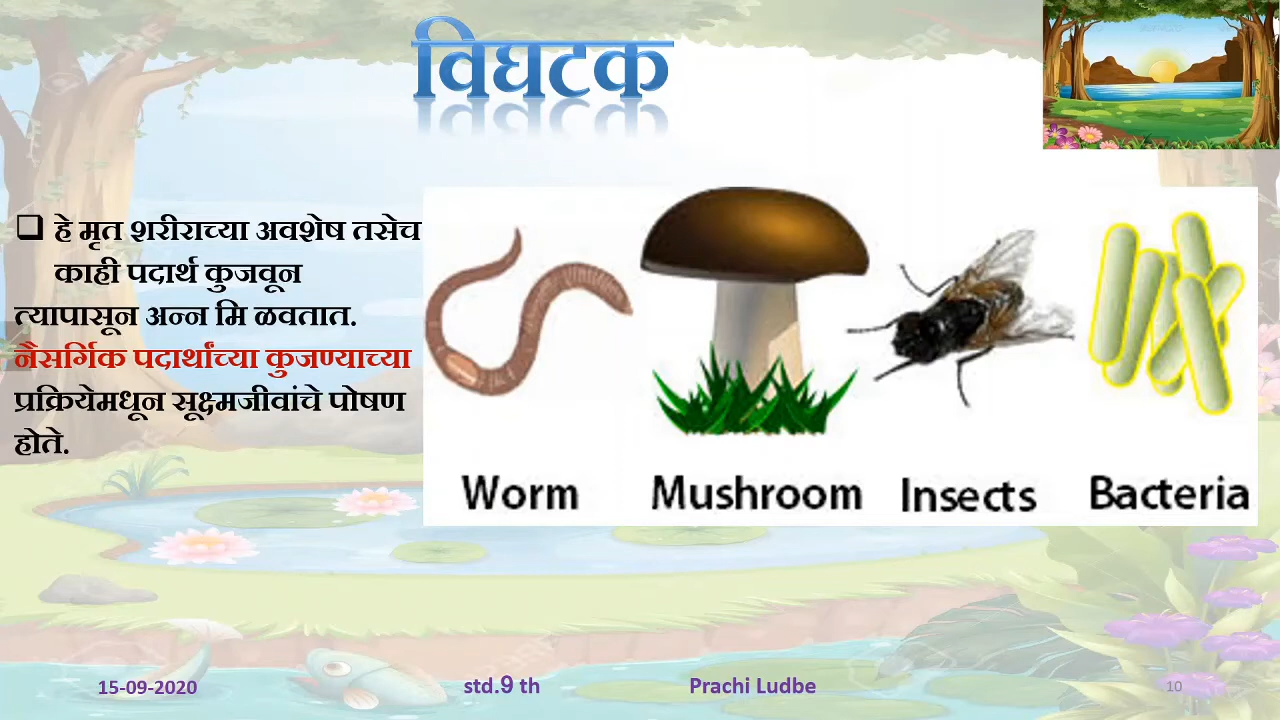 विघटक
❑ हे मृत शरीराच्या अवशेष तसेच
काही पदार्थ कुजवून
त्यापासून अन्न मि ळवतात.
नैसर्गिक पदार्थांच्या कुजण्याच्या
प्रक्रियेमधून सूक्ष्मजीवांचे पोषण
होते.
Worm Mushroom Insects Bacteria
15-09-2020 std.9 th Prachi Ludbe 10